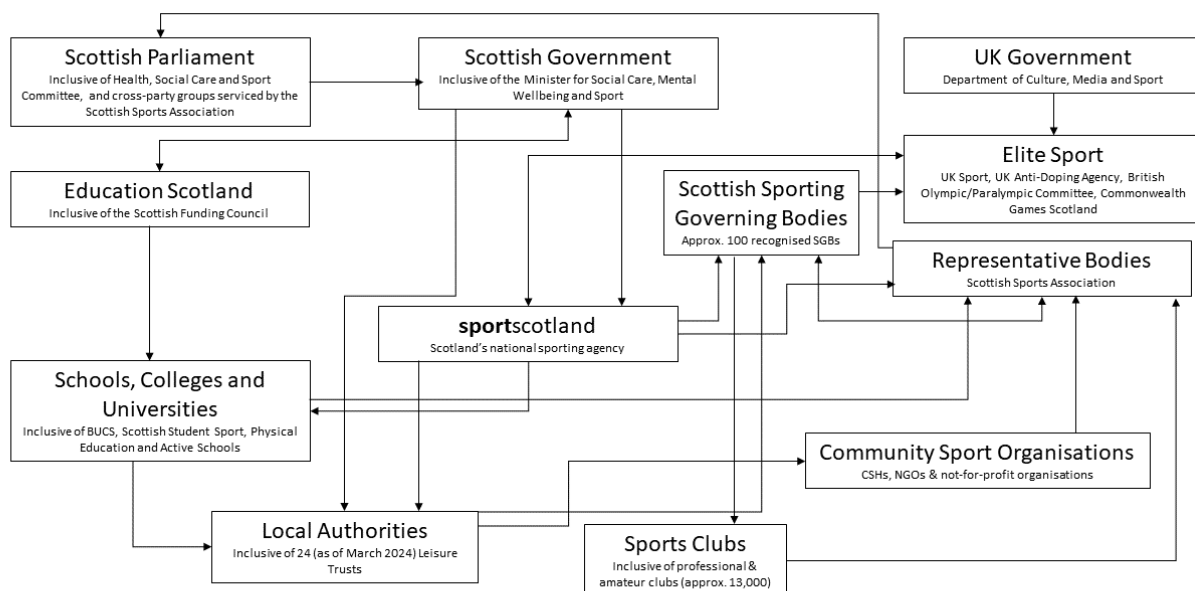 Scottish Parliament
Inclusive of Health, Social Care and Sport
Committee, and cross-party groups serviced by the
Scottish Sports Association
Scottish Government
Inclusive of the Minister for Social Care, Mental
Wellbeing and Sport
UK Government
Department of Culture, Media and Sport
Elite Sport
UK Sport, UK Anti-Doping Agency, British
Olympic/Paralympic Committee, Commonwealth
Games Scotland
Education Scotland
Inclusive of the Scottish Funding Council
Scottish Sporting
Governing Bodies
Approx. 100 recognised SGBs
Representative Bodies
Scottish Sports Association
sportscotland
Scotland's national sporting agency
Schools, Colleges and
Universities
Inclusive of BUCS, Scottish Student Sport, Physical
Education and Active Schools
Community Sport Organisations
CSHs, NGOs & not-for-profit organisations
Local Authorities
Inclusive of 24 (as of March 2024) Leisure
Trusts
Sports Clubs
Inclusive of professional &
amateur clubs (approx. 13,000)